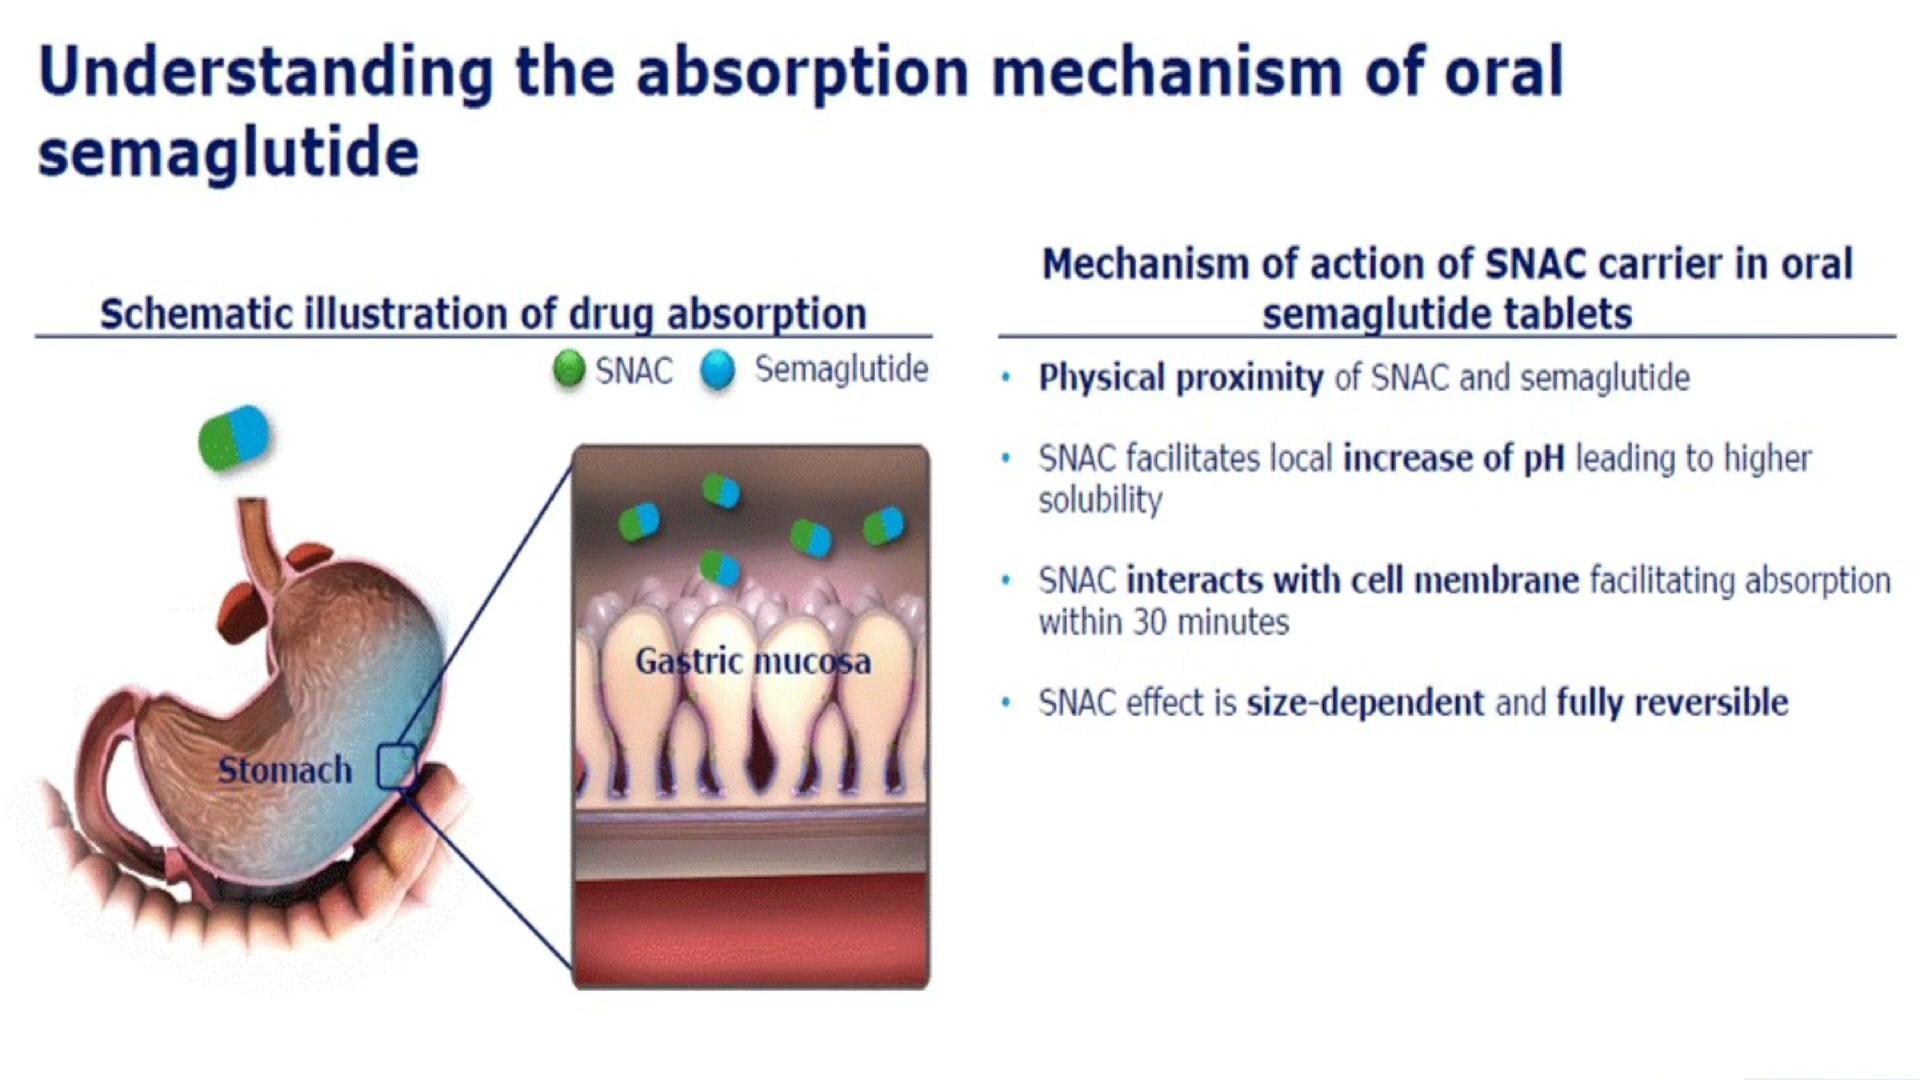 Understanding the absorption mechanism of oral
semaglutide
Schematic illustration of drug absorption
SNAC
Semaglutide
Stomach
Gastric mucosa
Mechanism of action of SNAC carrier in oral
semaglutide tablets
• Physical proximity of SNAC and semaglutide
• SNAC facilitates local increase of pH leading to higher
solubility
• SNAC interacts with cell membrane facilitating absorption
within 30 minutes
• SNAC effect is size-dependent and fully reversible